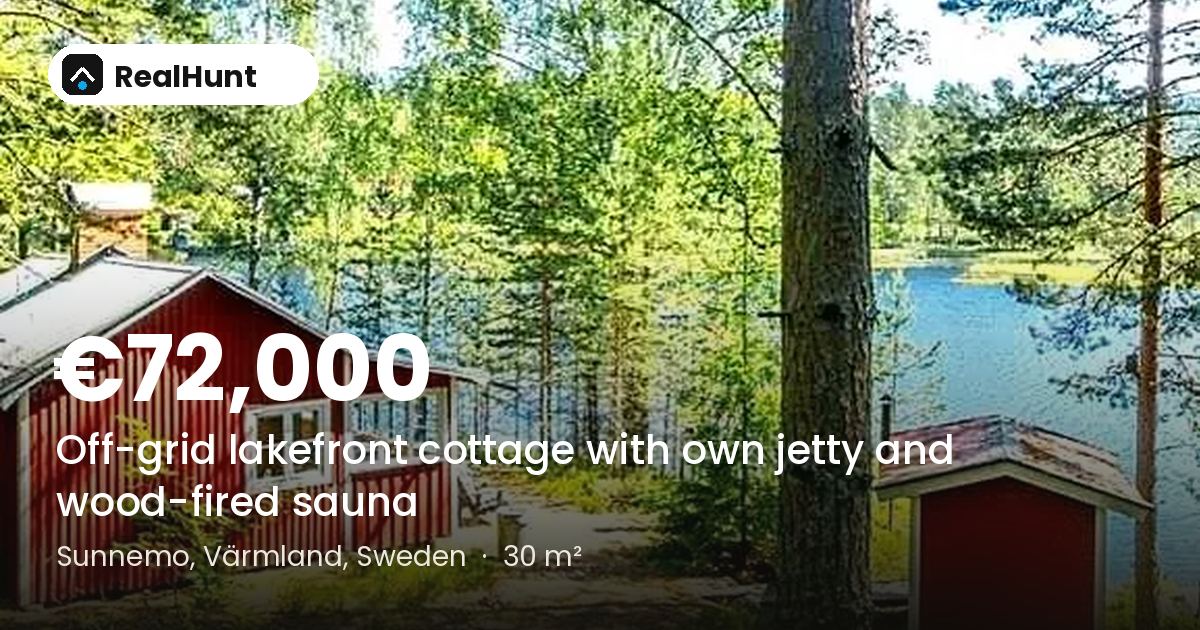 RealHunt
€72,000
Off-grid lakefront cottage with own jetty and
wood-fired sauna
Sunnemo, Värmland, Sweden · 30 m²